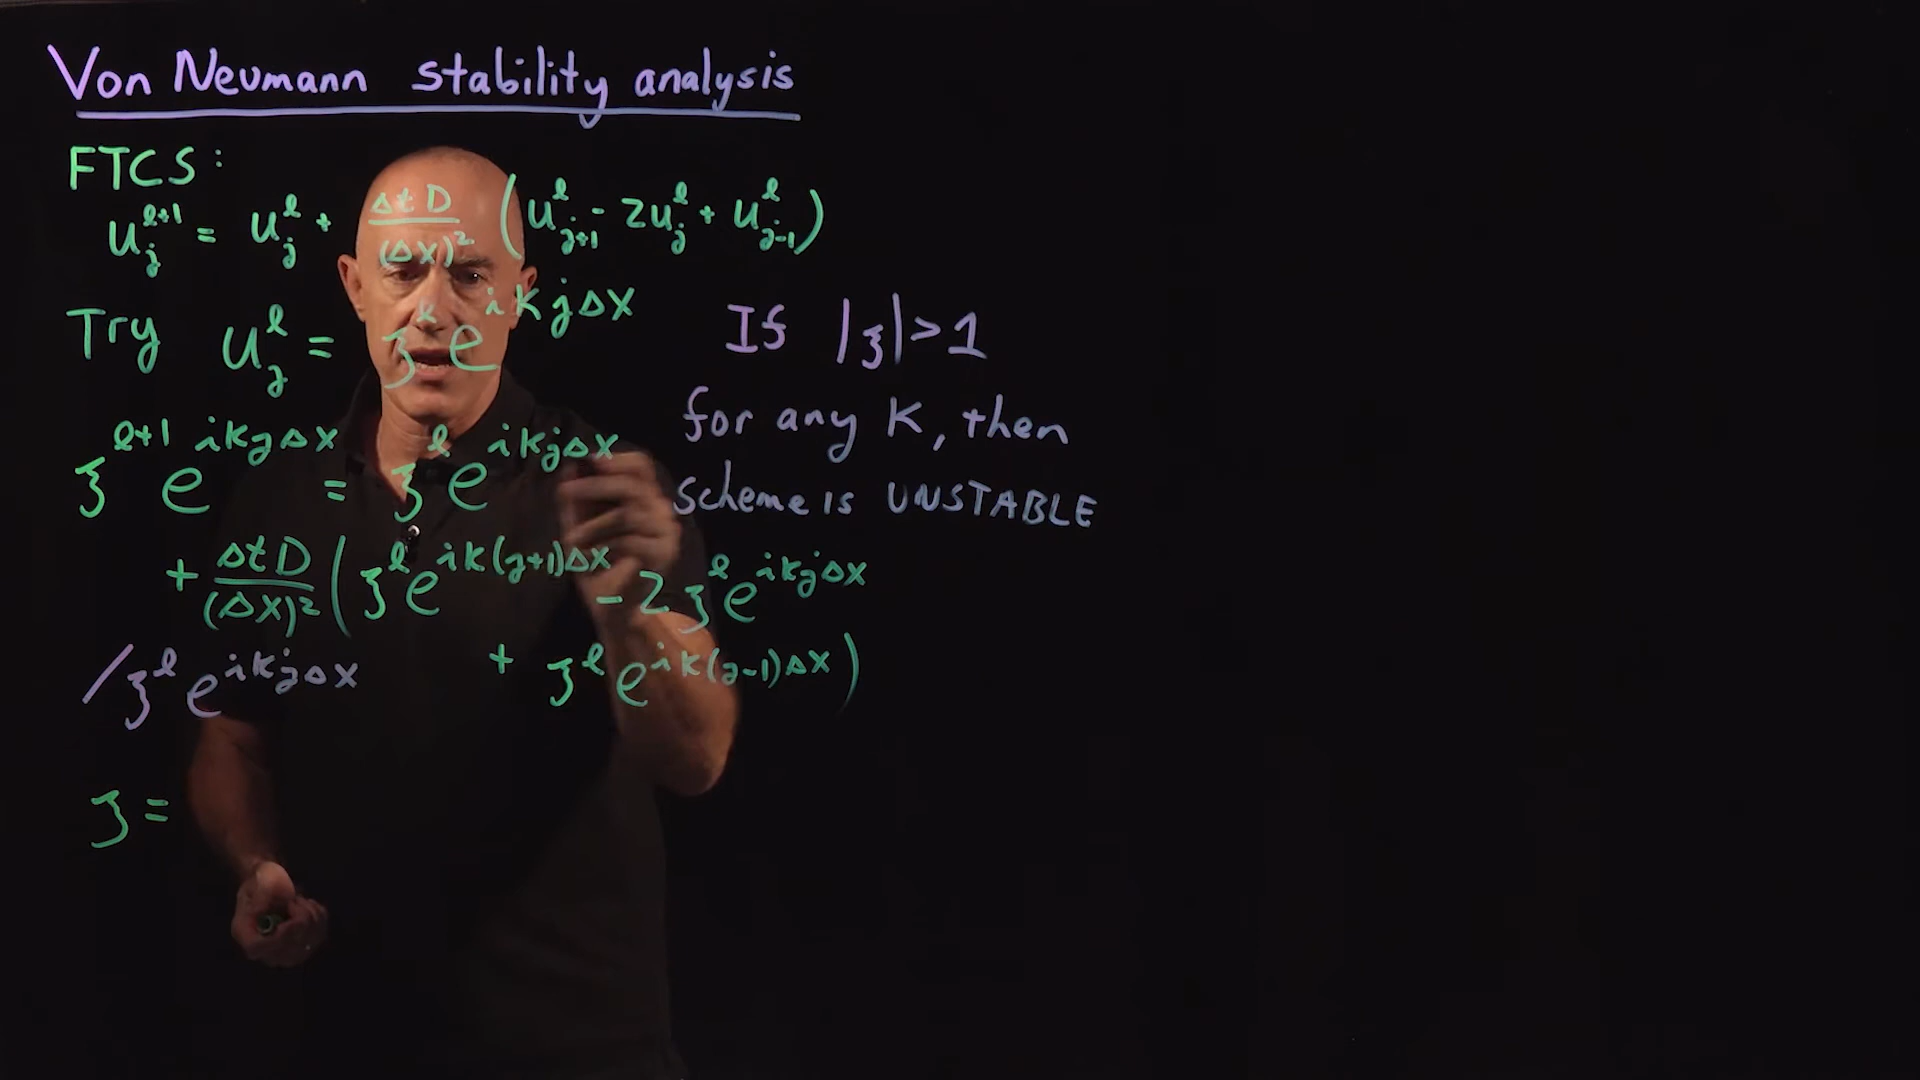 Von Neumann stability analysis
FTCS:
u_j^{l+1} = u_j^l + ΔtD/(Δx)² (u_{j+1}^l - 2u_j^l + u_{j-1}^l)
Try u_j^l = ξ^k e^{ikjΔx}
If |ξ|>1
for any k, then
scheme is UNSTABLE
ξ^{l+1} e^{ikjΔx} = ξ^l e^{ikjΔx}
+ ΔtD/(Δx)² (ξ^l e^{ik(j+1)Δx} - 2ξ^l e^{ikjΔx}
+ ξ^l e^{ik(j-1)Δx})
/ξ^l e^{ikjΔx}
ξ =